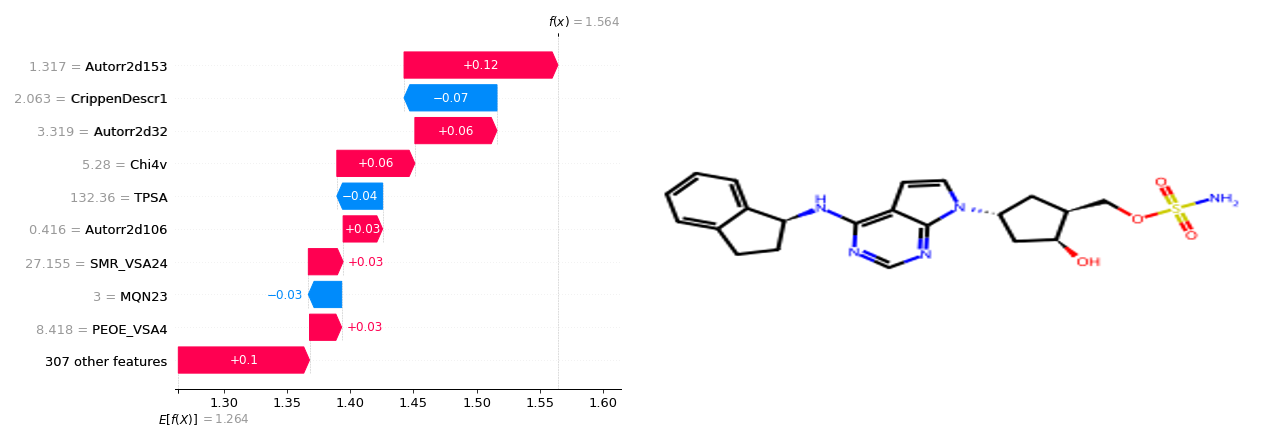 f(x) = 1.564
1.317 = Autorr2d153
+0.12
2.063 = CrippenDescr1
−0.07
3.319 = Autorr2d32
+0.06
5.28 = Chi4v
+0.06
132.36 = TPSA
−0.04
0.416 = Autorr2d106
+0.03
27.155 = SMR_VSA24
+0.03
3 = MQN23
−0.03
8.418 = PEOE_VSA4
+0.03
307 other features
+0.1
1.30 1.35 1.40 1.45 1.50 1.55 1.60
E[f(X)] = 1.264
H
N
N
N
N
O
O
S
NH2
O
OH